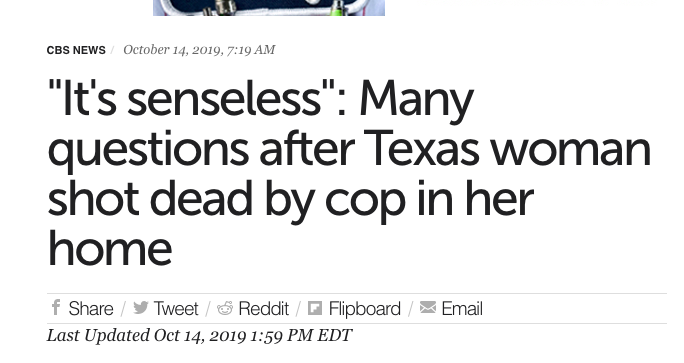 CBS NEWS / October 14, 2019, 7:19 AM
"It's senseless": Many
questions after Texas woman
shot dead by cop in her
home
Share / Tweet / Reddit / Flipboard / Email
Last Updated Oct 14, 2019 1:59 PM EDT